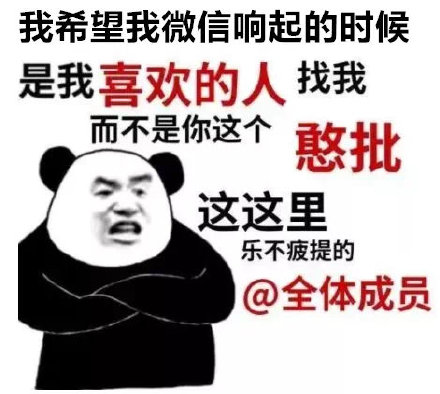 我希望我微信响起的时候
是我喜欢的人找我
而不是你这个憨批
这这里
乐不疲提的
@全体成员